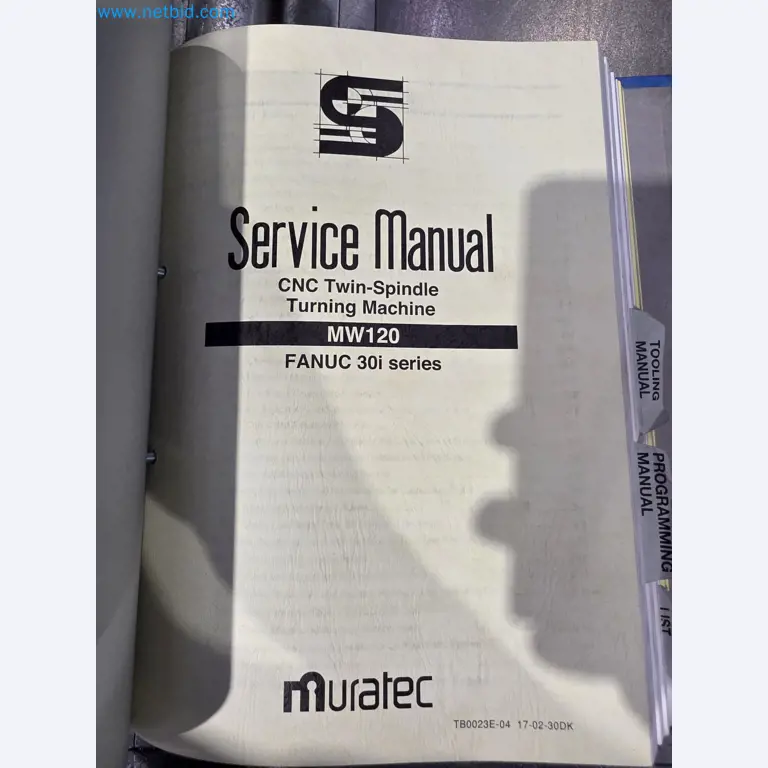 www.netbid.com
Service Manual
CNC Twin-Spindle
Turning Machine
MW120
FANUC 30i series
TOOLING
MANUAL
PROGRAMMING
MANUAL
LIST
muratec
TB0023E-04 17-02-30DK